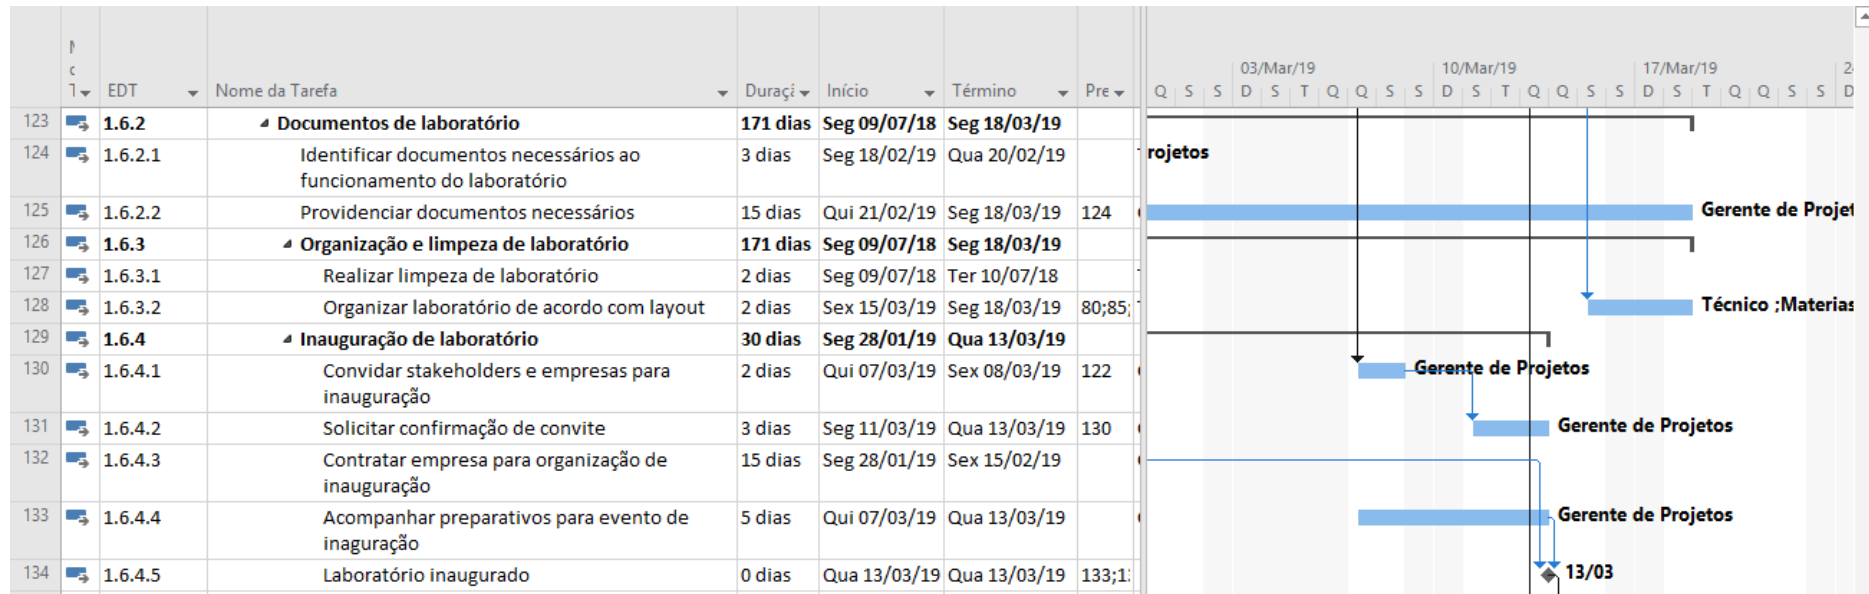 03/Mar/19 10/Mar/19 17/Mar/19 2
EDT Nome da Tarefa Duraçã Início Término Pre Q S S D S T Q Q S S D S T Q Q S S D S T Q Q S S D
123 1.6.2 Documentos de laboratório 171 dias Seg 09/07/18 Seg 18/03/19
124 1.6.2.1 Identificar documentos necessários ao 3 dias Seg 18/02/19 Qua 20/02/19 rojetos
funcionamento do laboratório
125 1.6.2.2 Providenciar documentos necessários 15 dias Qui 21/02/19 Seg 18/03/19 124 Gerente de Projet
126 1.6.3 Organização e limpeza de laboratório 171 dias Seg 09/07/18 Seg 18/03/19
127 1.6.3.1 Realizar limpeza de laboratório 2 dias Seg 09/07/18 Ter 10/07/18
128 1.6.3.2 Organizar laboratório de acordo com layout 2 dias Sex 15/03/19 Seg 18/03/19 80;85; Técnico ;Materias
129 1.6.4 Inauguração de laboratório 30 dias Seg 28/01/19 Qua 13/03/19
130 1.6.4.1 Convidar stakeholders e empresas para 2 dias Qui 07/03/19 Sex 08/03/19 122 Gerente de Projetos
inauguração
131 1.6.4.2 Solicitar confirmação de convite 3 dias Seg 11/03/19 Qua 13/03/19 130 Gerente de Projetos
132 1.6.4.3 Contratar empresa para organização de 15 dias Seg 28/01/19 Sex 15/02/19
inauguração
133 1.6.4.4 Acompanhar preparativos para evento de 5 dias Qui 07/03/19 Qua 13/03/19 Gerente de Projetos
inaguração
134 1.6.4.5 Laboratório inaugurado 0 dias Qua 13/03/19 Qua 13/03/19 133;1 13/03